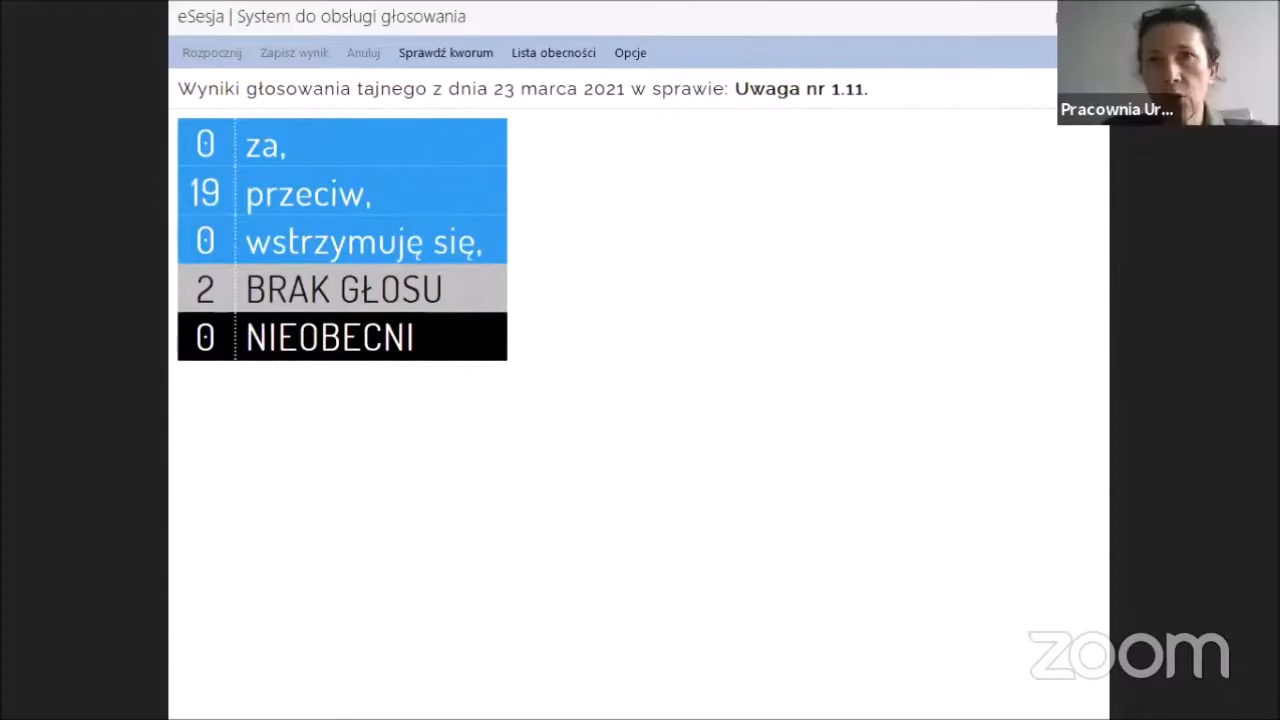 eSesja | System do obsługi głosowania
Rozpocznij Zapisz wynik Anuluj Sprawdź kworum Lista obecności Opcje
Wyniki głosowania tajnego z dnia 23 marca 2021 w sprawie: Uwaga nr 1.11.
Pracownia Ur...
0 za,
19 przeciw,
0 wstrzymuję się,
2 BRAK GŁOSU
0 NIEOBECNI
zoom